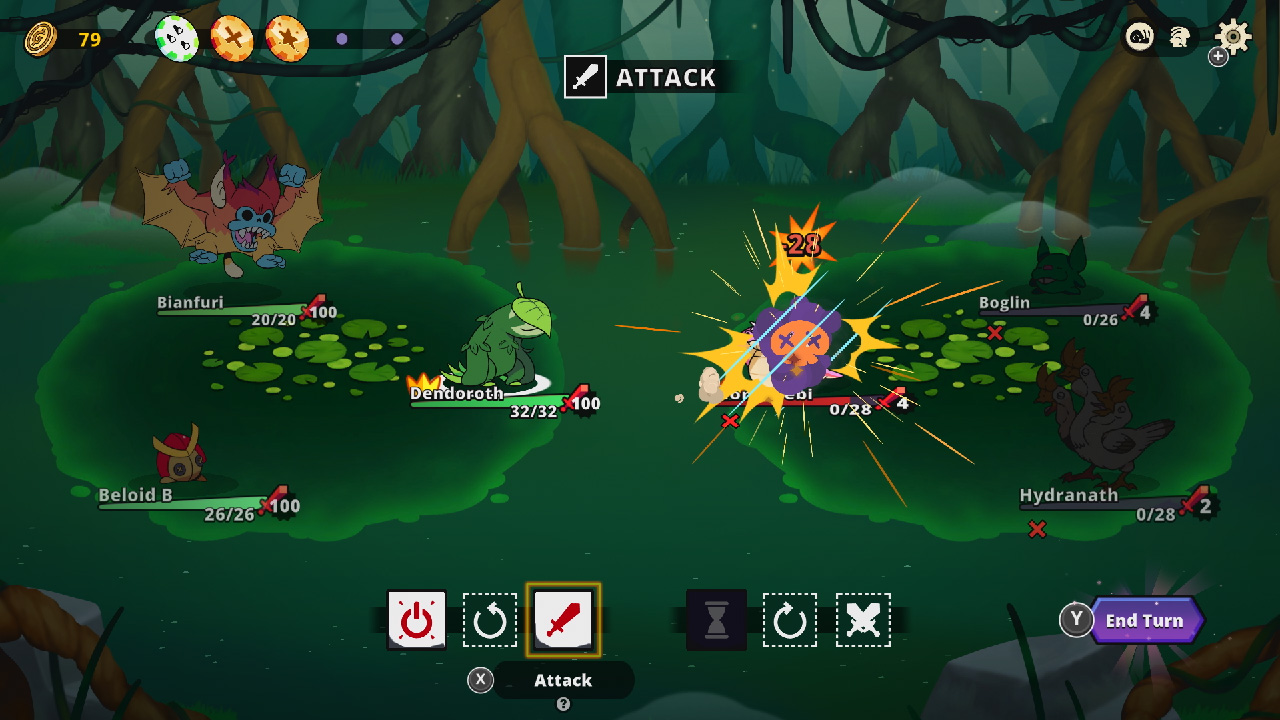 79
ATTACK
-28
Bianfuri
100
20/20
Boglin
4
0/26
Dendoroth
100
32/32
4
0/28
Beloid B
100
26/26
Hydranath
2
0/28
Y
End Turn
X
Attack
?